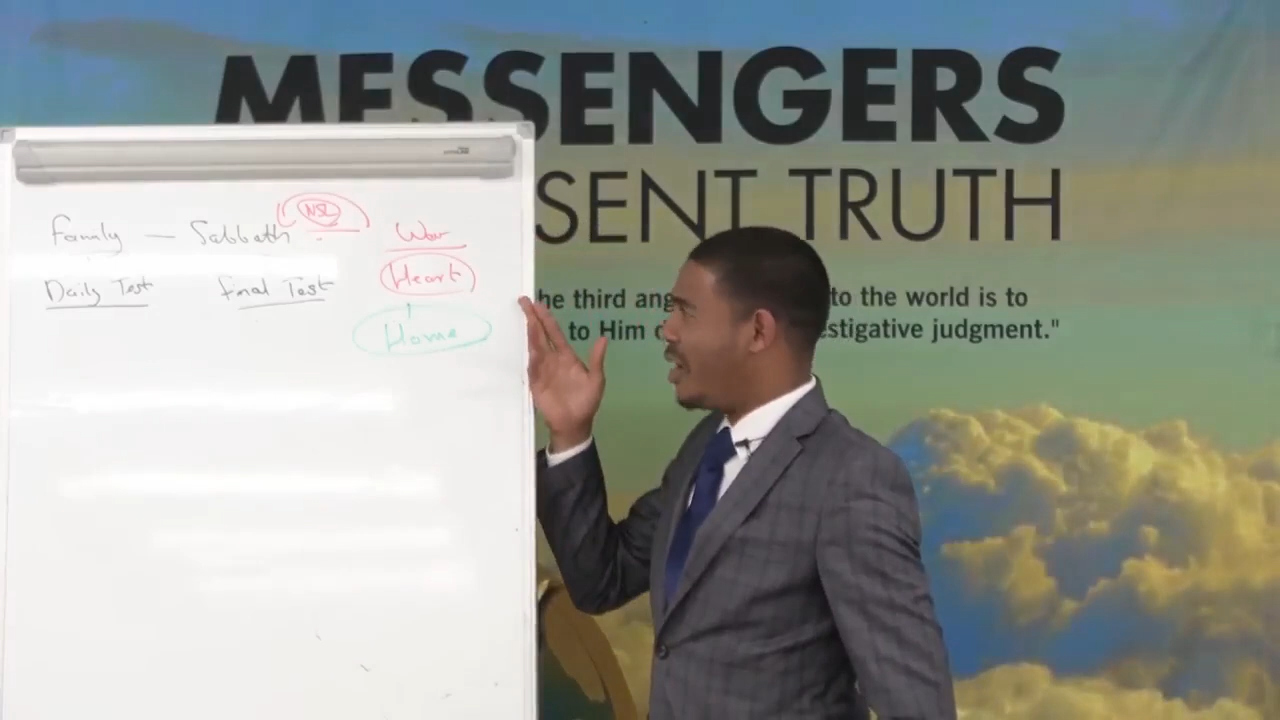 MESSENGERS
SENT TRUTH
he third ang to the world is to
to Him estigative judgment."
NSL
Family — Sabbath
War
Daily Test Final Test
Heart
Home